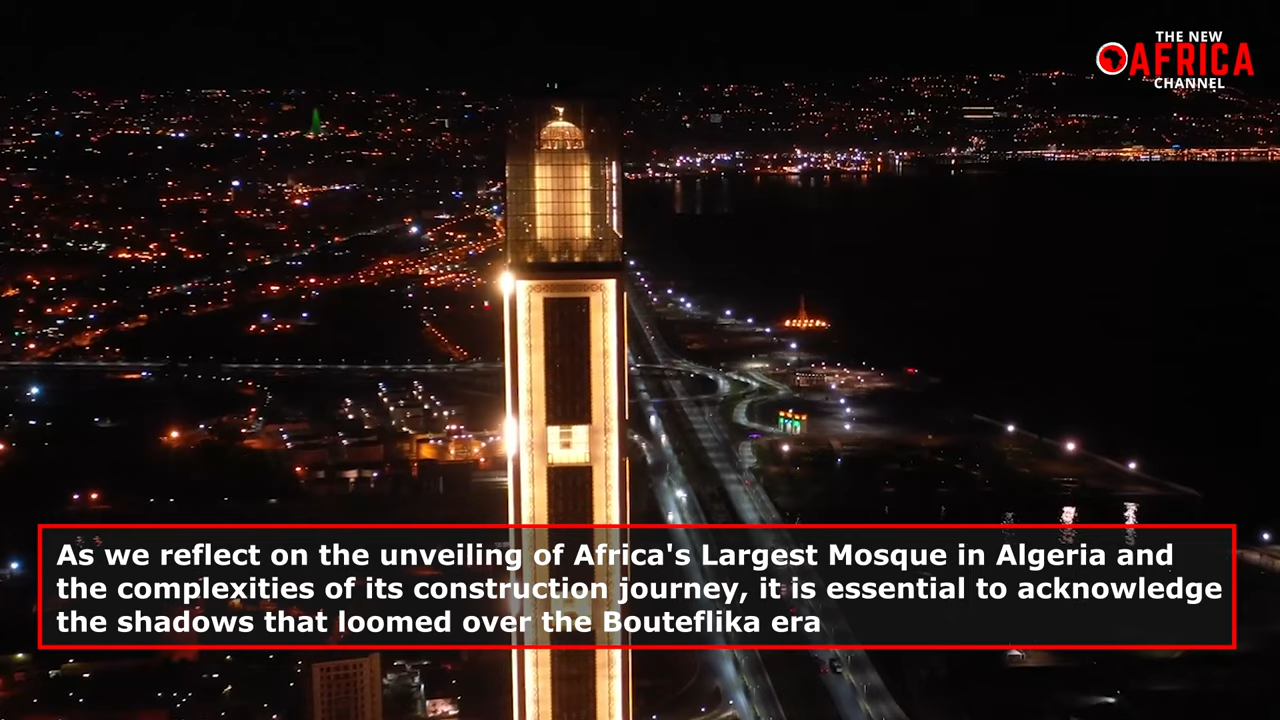 THE NEW
AFRICA
CHANNEL
As we reflect on the unveiling of Africa's Largest Mosque in Algeria and
the complexities of its construction journey, it is essential to acknowledge
the shadows that loomed over the Bouteflika era